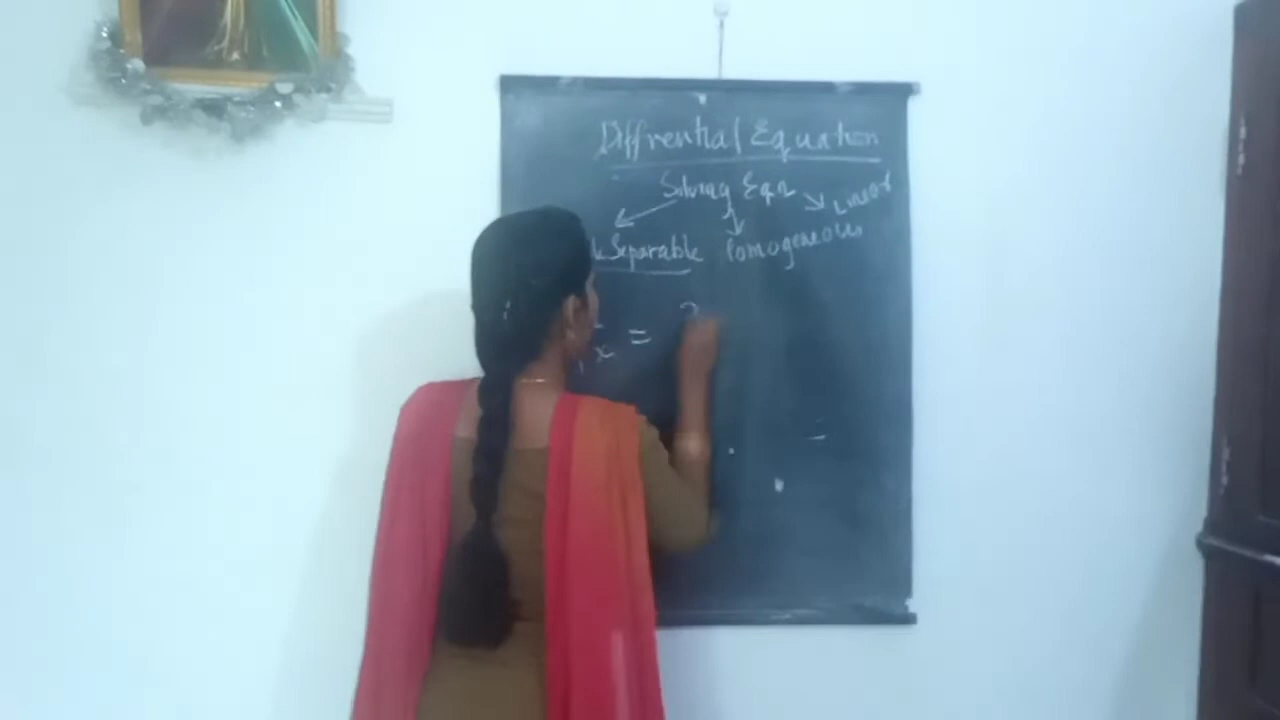 Diffrential Equation
Solving Eqn
Linear
Separable Homogeneous
x =